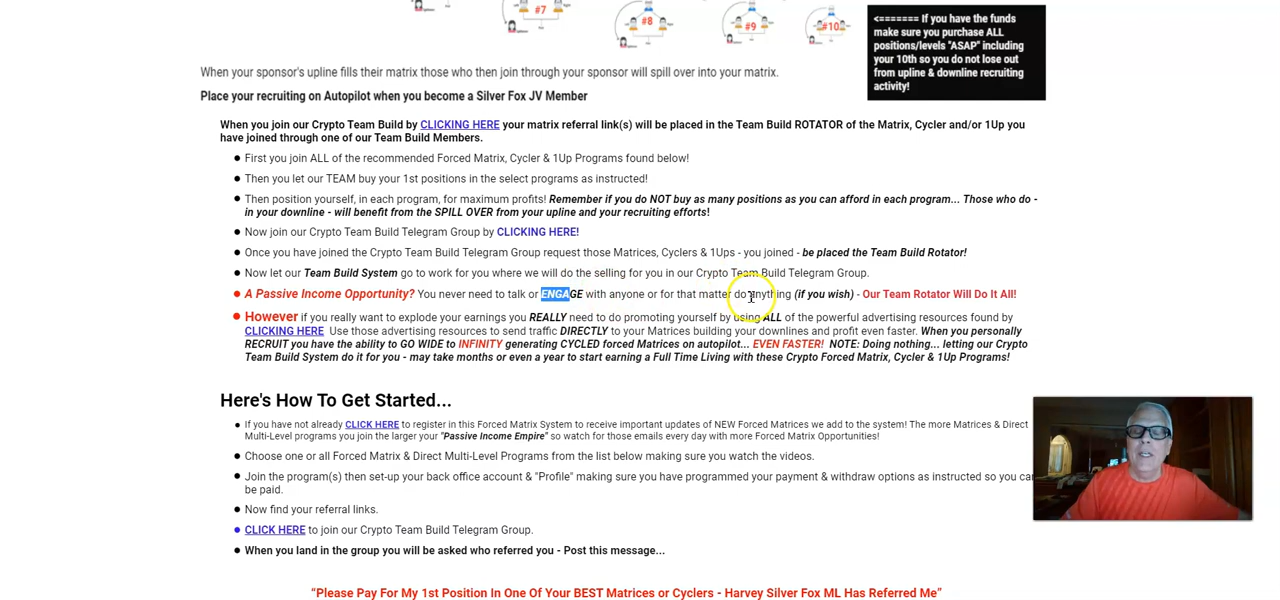 #7
#8
#9
#10
<======= If you have the funds
make sure you purchase ALL
positions/levels "ASAP" including
your 10th so you do not lose out
from upline & downline recruiting
activity!
When your sponsor's upline fills their matrix those who then join through your sponsor will spill over into your matrix.
Place your recruiting on Autopilot when you become a Silver Fox JV Member
When you join our Crypto Team Build by CLICKING HERE your matrix referral link(s) will be placed in the Team Build ROTATOR of the Matrix, Cycler and/or 1Up you
have joined through one of our Team Build Members.
● First you join ALL of the recommended Forced Matrix, Cycler & 1Up Programs found below!
● Then you let our TEAM buy your 1st positions in the select programs as instructed!
● Then position yourself, in each program, for maximum profits! Remember if you do NOT buy as many positions as you can afford in each program... Those who do -
in your downline - will benefit from the SPILL OVER from your upline and your recruiting efforts!
● Now join our Crypto Team Build Telegram Group by CLICKING HERE!
● Once you have joined the Crypto Team Build Telegram Group request those Matrices, Cyclers & 1Ups - you joined - be placed the Team Build Rotator!
● Now let our Team Build System go to work for you where we will do the selling for you in our Crypto Team Build Telegram Group.
● A Passive Income Opportunity? You never need to talk or ENGAGE with anyone or for that matter do anything (if you wish) - Our Team Rotator Will Do It All!
● However if you really want to explode your earnings you REALLY need to do promoting yourself by using ALL of the powerful advertising resources found by
CLICKING HERE Use those advertising resources to send traffic DIRECTLY to your Matrices building your downlines and profit even faster. When you personally
RECRUIT you have the ability to GO WIDE to INFINITY generating CYCLED forced Matrices on autopilot... EVEN FASTER! NOTE: Doing nothing... letting our Crypto
Team Build System do it for you - may take months or even a year to start earning a Full Time Living with these Crypto Forced Matrix, Cycler & 1Up Programs!
Here's How To Get Started...
● If you have not already CLICK HERE to register in this Forced Matrix System to receive important updates of NEW Forced Matrices we add to the system! The more Matrices & Direct
Multi-Level programs you join the larger your "Passive Income Empire" so watch for those emails every day with more Forced Matrix Opportunities!
● Choose one or all Forced Matrix & Direct Multi-Level Programs from the list below making sure you watch the videos.
● Join the program(s) then set-up your back office account & "Profile" making sure you have programmed your payment & withdraw options as instructed so you can
be paid.
● Now find your referral links.
● CLICK HERE to join our Crypto Team Build Telegram Group.
● When you land in the group you will be asked who referred you - Post this message...
“Please Pay For My 1st Position In One Of Your BEST Matrices or Cyclers - Harvey Silver Fox ML Has Referred Me”